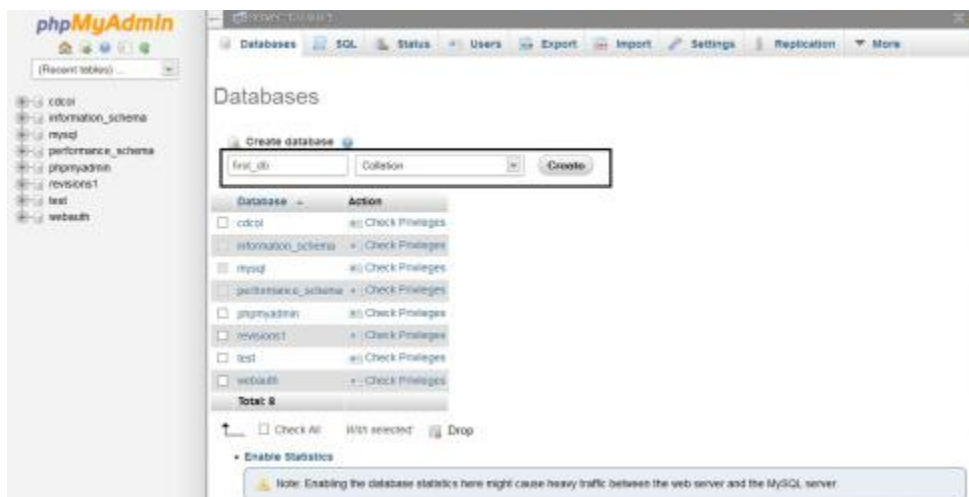 phpMyAdmin
(Recent tables) ...
cdcol
information_schema
mysql
performance_schema
phpmyadmin
revisions1
test
webauth
Databases SQL Status Users Export Import Settings Replication More
Databases
Create database
first_db Collation Create
Database Action
cdcol Check Privileges
information_schema Check Privileges
mysql Check Privileges
performance_schema Check Privileges
phpmyadmin Check Privileges
revisions1 Check Privileges
test Check Privileges
webauth Check Privileges
Total: 8
Check All With selected: Drop
Enable Statistics
Note: Enabling the database statistics here might cause heavy traffic between the web server and the MySQL server.